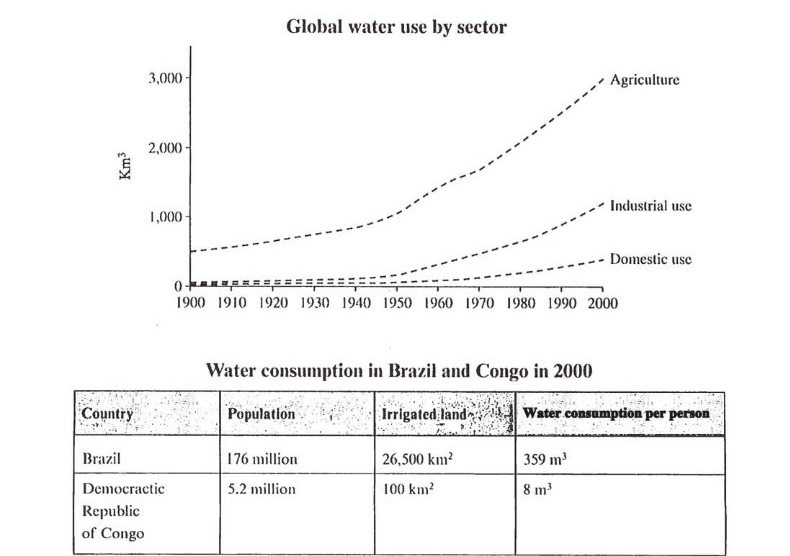 Global water use by sector
Km³
3,000
2,000
1,000
0
Agriculture
Industrial use
Domestic use
1900 1910 1920 1930 1940 1950 1960 1970 1980 1990 2000
Water consumption in Brazil and Congo in 2000
Country Population Irrigated land Water consumption per person
Brazil 176 million 26,500 km² 359 m³
Democractic 5.2 million 100 km² 8 m³
Republic
of Congo